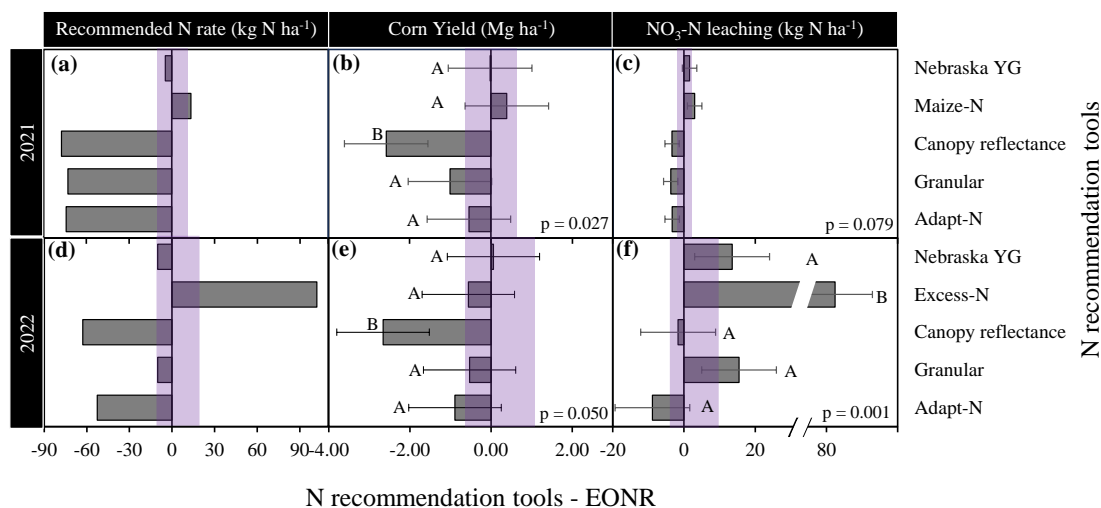 Recommended N rate (kg N ha-1) Corn Yield (Mg ha-1) NO3-N leaching (kg N ha-1)
2021
(a) (b) (c)
A Nebraska YG
A Maize-N
B Canopy reflectance
A Granular
A Adapt-N
p = 0.027 p = 0.079
2022
(d) (e) (f)
A A Nebraska YG
A B Excess-N
B A Canopy reflectance
A A Granular
A A Adapt-N
p = 0.050 p = 0.001
-90 -60 -30 0 30 60 90 -4.00 -2.00 0.00 2.00 -20 0 20 80
N recommendation tools - EONR
N recommendation tools